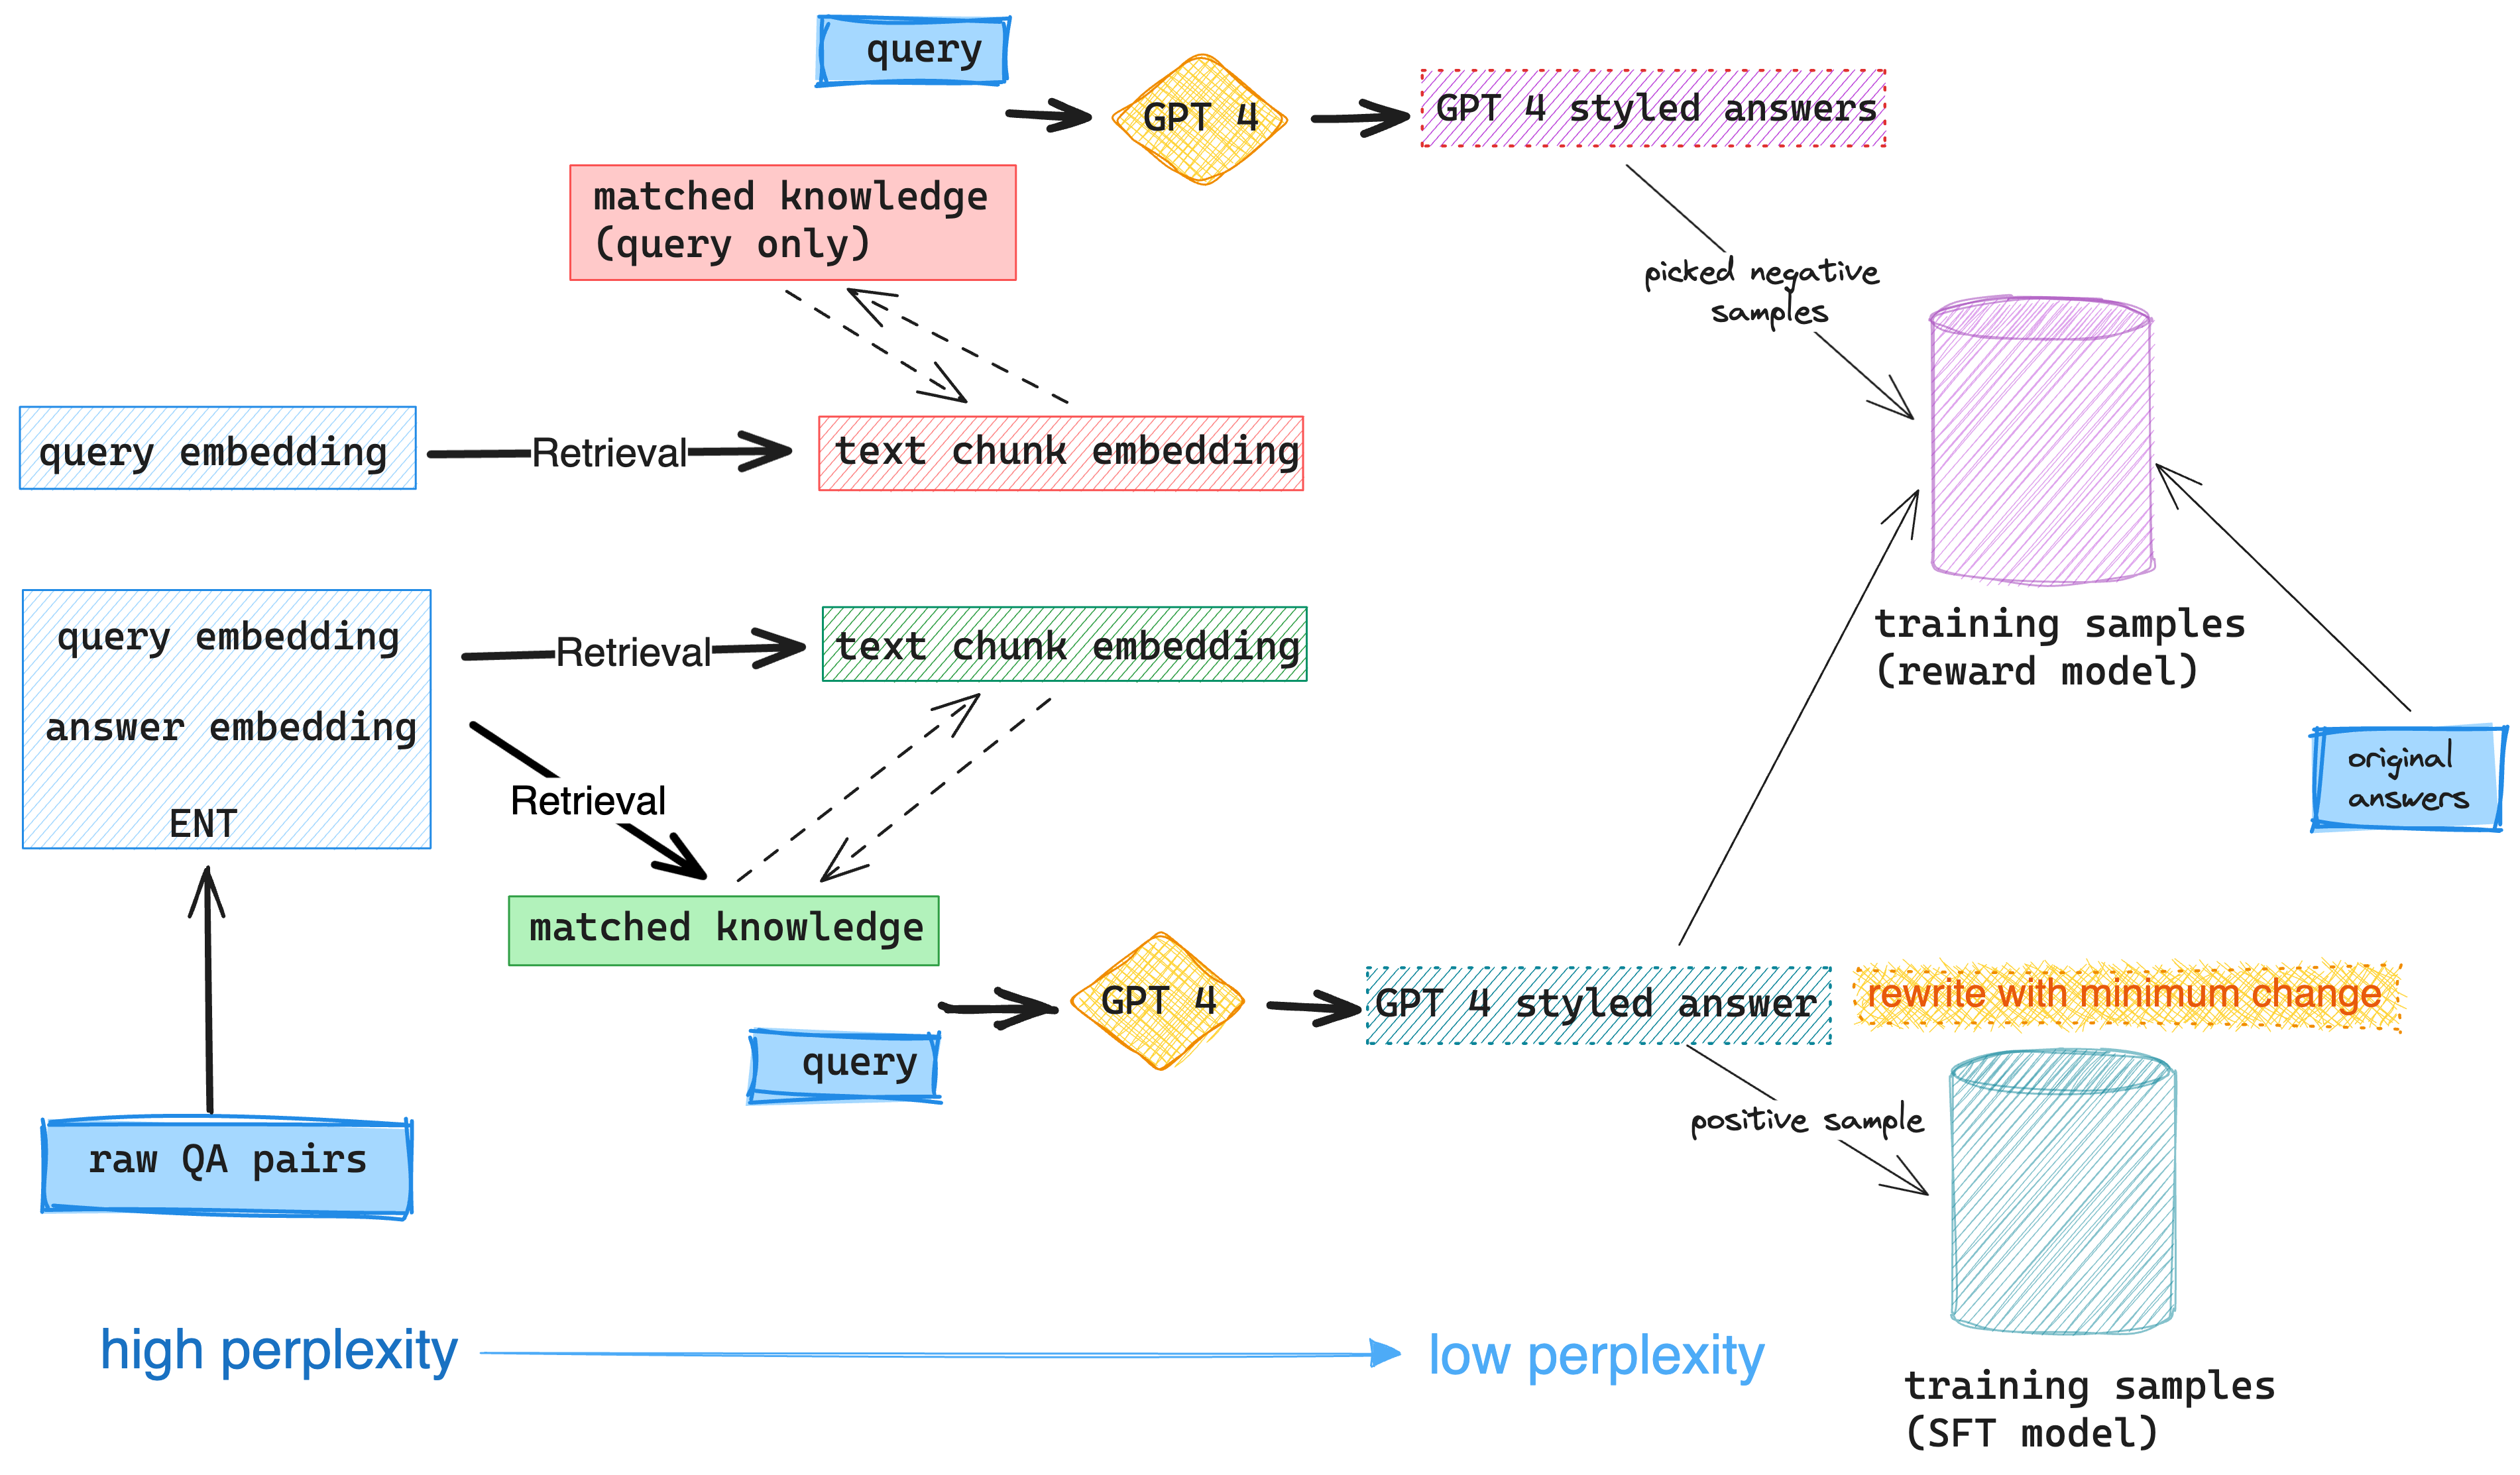 query
GPT 4
GPT 4 styled answers
matched knowledge
(query only)
picked negative
samples
query embedding
Retrieval
text chunk embedding
training samples
(reward model)
query embedding
answer embedding
ENT
Retrieval
text chunk embedding
Retrieval
original
answers
matched knowledge
query
GPT 4
GPT 4 styled answer
rewrite with minimum change
positive sample
raw QA pairs
high perplexity
low perplexity
training samples
(SFT model)